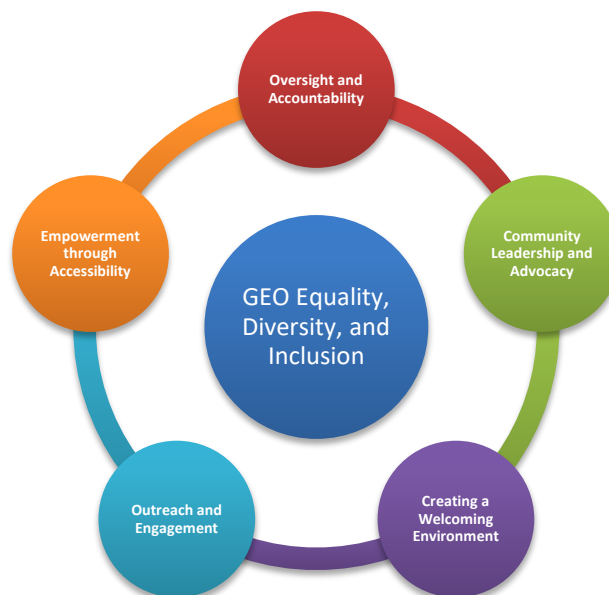 Oversight and
Accountability
Empowerment
through
Accessibility
Community
Leadership and
Advocacy
GEO Equality,
Diversity, and
Inclusion
Outreach and
Engagement
Creating a
Welcoming
Environment